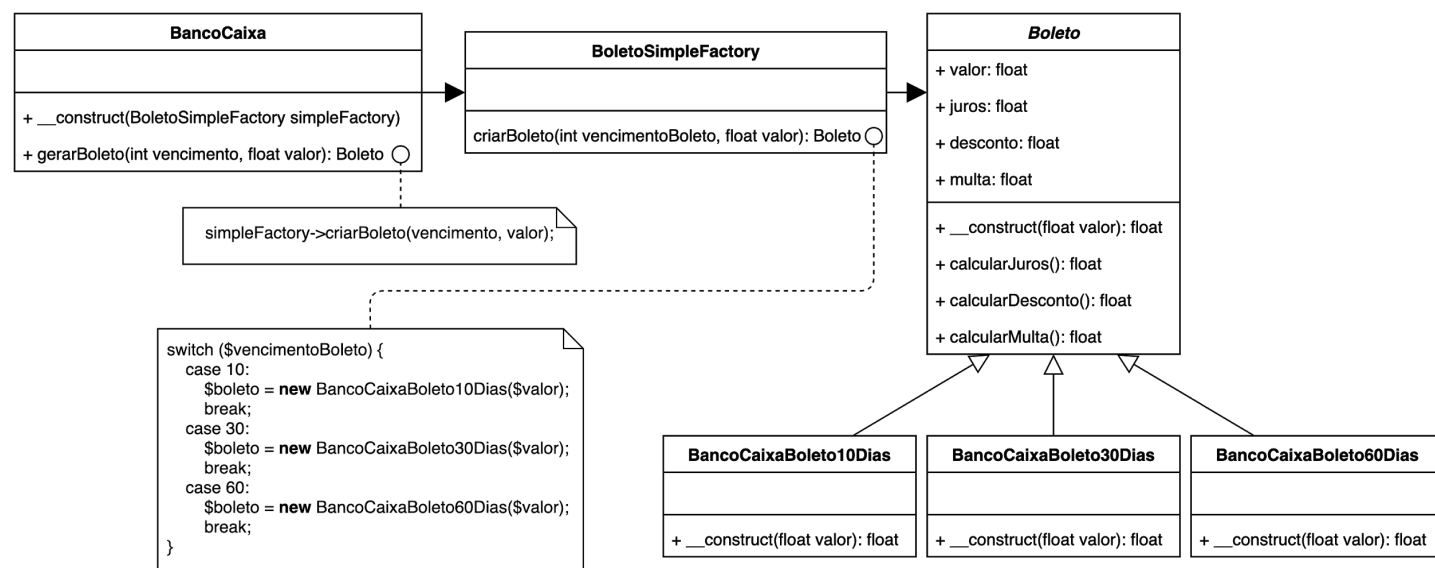 BancoCaixa
+ __construct(BoletoSimpleFactory simpleFactory)
+ gerarBoleto(int vencimento, float valor): Boleto
simpleFactory->criarBoleto(vencimento, valor);
BoletoSimpleFactory
criarBoleto(int vencimentoBoleto, float valor): Boleto
switch ($vencimentoBoleto) {
case 10:
$boleto = new BancoCaixaBoleto10Dias($valor);
break;
case 30:
$boleto = new BancoCaixaBoleto30Dias($valor);
break;
case 60:
$boleto = new BancoCaixaBoleto60Dias($valor);
break;
}
Boleto
+ valor: float
+ juros: float
+ desconto: float
+ multa: float
+ __construct(float valor): float
+ calcularJuros(): float
+ calcularDesconto(): float
+ calcularMulta(): float
BancoCaixaBoleto10Dias
+ __construct(float valor): float
BancoCaixaBoleto30Dias
+ __construct(float valor): float
BancoCaixaBoleto60Dias
+ __construct(float valor): float